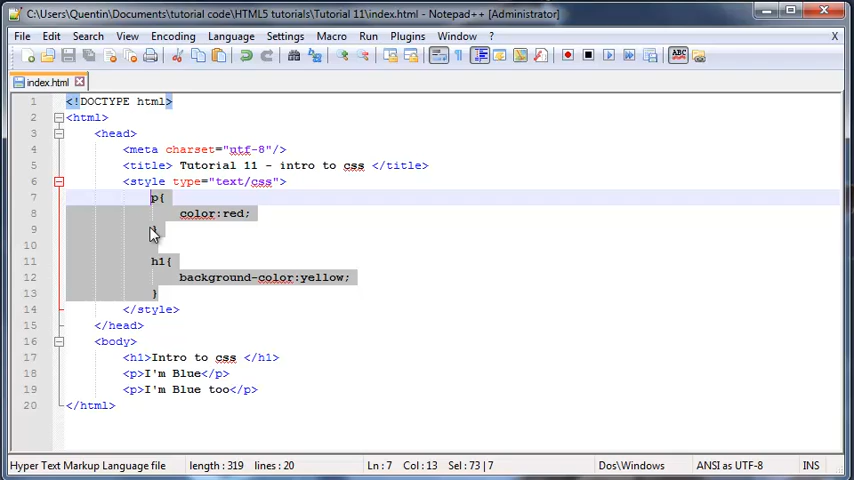 C:\Users\Quentin\Documents\tutorial code\HTML5 tutorials\Tutorial 11\index.html - Notepad++ [Administrator]
File Edit Search View Encoding Language Settings Macro Run Plugins Window ? X
ABC
index.html
1 <!DOCTYPE html>
2 <html>
3 <head>
4 <meta charset="utf-8"/>
5 <title> Tutorial 11 - intro to css </title>
6 <style type="text/css">
7 p{
8 color:red;
9 }
10
11 h1{
12 background-color:yellow;
13 }
14 </style>
15 </head>
16 <body>
17 <h1>Intro to css </h1>
18 <p>I'm Blue</p>
19 <p>I'm Blue too</p>
20 </html>
Hyper Text Markup Language file length : 319 lines : 20 Ln : 7 Col : 13 Sel : 73 | 7 Dos\Windows ANSI as UTF-8 INS